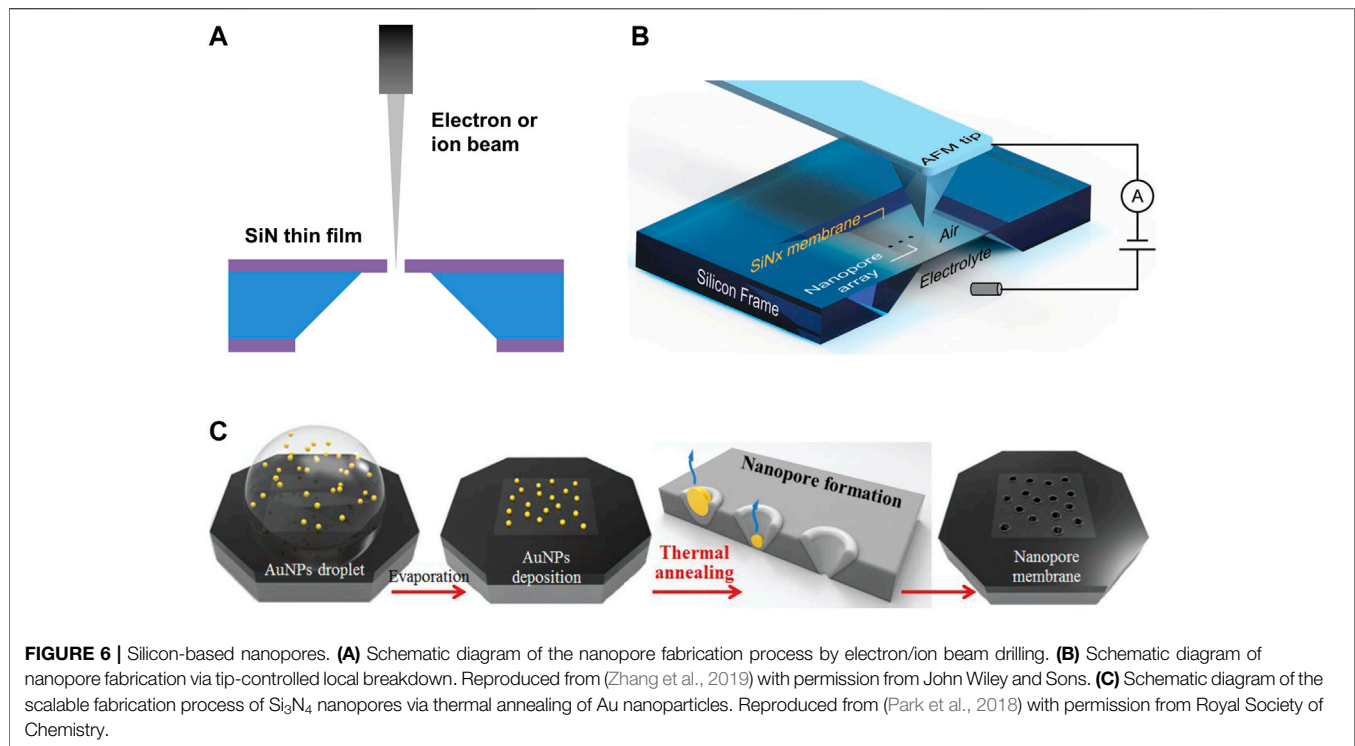 A
Electron or
ion beam
SiN thin film
B
AFM tip
A
SiNx membrane
Air
Nanopore
array
Electrolyte
Silicon Frame
C
AuNPs droplet
Evaporation
AuNPs
deposition
Thermal
annealing
Nanopore formation
Nanopore
membrane
FIGURE 6 | Silicon-based nanopores. (A) Schematic diagram of the nanopore fabrication process by electron/ion beam drilling. (B) Schematic diagram of
nanopore fabrication via tip-controlled local breakdown. Reproduced from (Zhang et al., 2019) with permission from John Wiley and Sons. (C) Schematic diagram of the
scalable fabrication process of Si₃N₄ nanopores via thermal annealing of Au nanoparticles. Reproduced from (Park et al., 2018) with permission from Royal Society of
Chemistry.